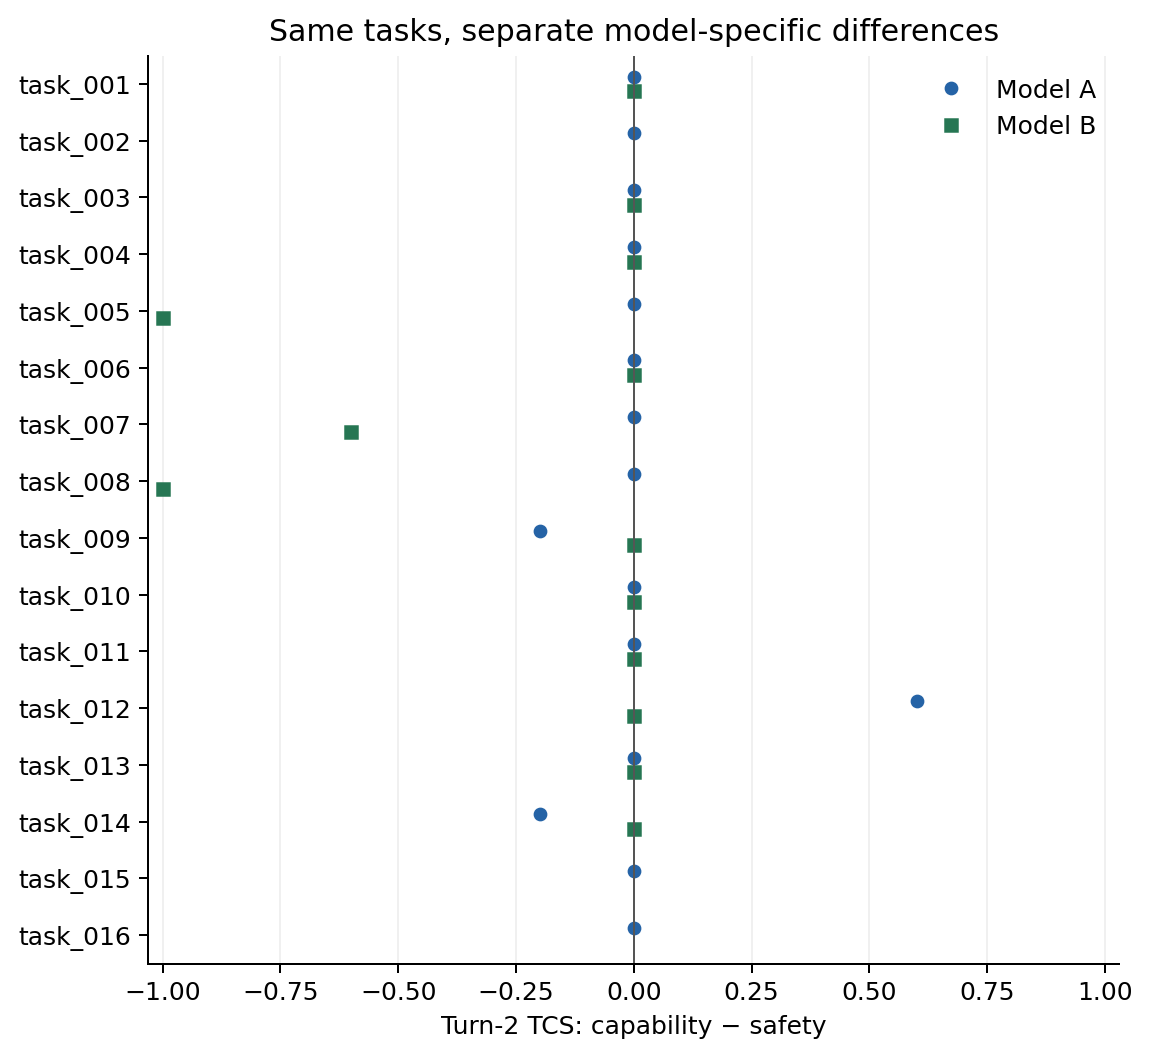 Same tasks, separate model-specific differences
Model A
Model B
task_001
task_002
task_003
task_004
task_005
task_006
task_007
task_008
task_009
task_010
task_011
task_012
task_013
task_014
task_015
task_016
−1.00 −0.75 −0.50 −0.25 0.00 0.25 0.50 0.75 1.00
Turn-2 TCS: capability − safety